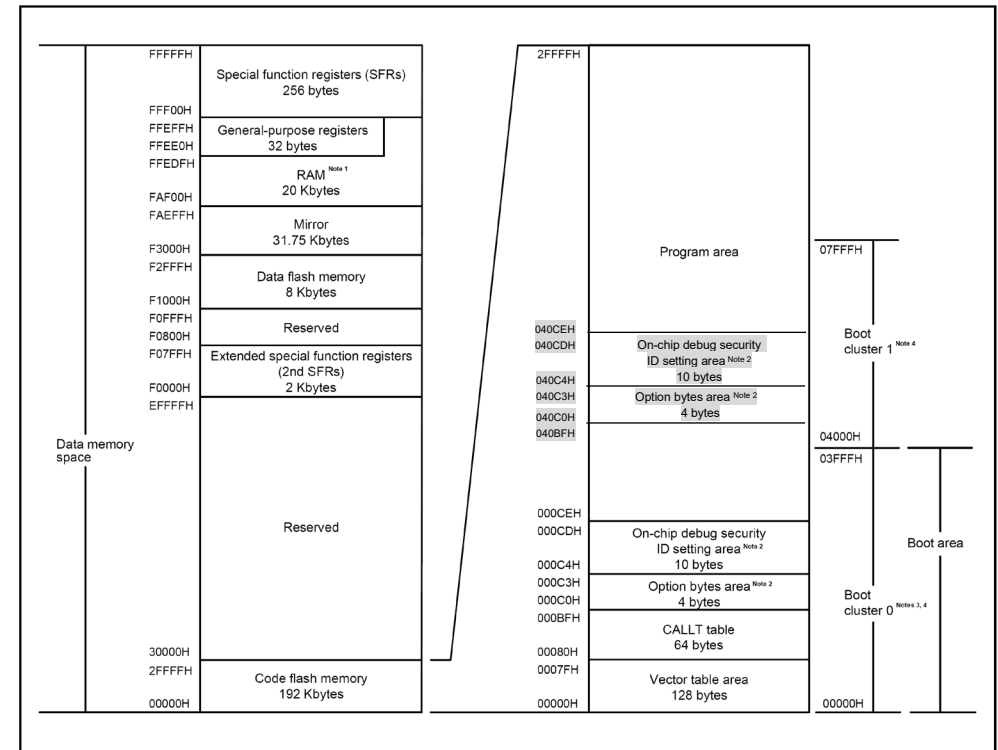 FFFFFH
Special function registers (SFRs)
256 bytes
FFF00H
FFEFFH
General-purpose registers
32 bytes
FFEE0H
FFEDFH
RAM Note 1
20 Kbytes
FAF00H
FAEFFH
Mirror
31.75 Kbytes
F3000H
F2FFFH
Data flash memory
8 Kbytes
F1000H
F0FFFH
Reserved
F0800H
F07FFH
Extended special function registers
(2nd SFRs)
2 Kbytes
F0000H
EFFFFH
Data memory
space
Reserved
30000H
2FFFFH
Code flash memory
192 Kbytes
00000H
2FFFFH
Program area
040CEH
040CDH
On-chip debug security
ID setting area Note 2
10 bytes
040C4H
040C3H
Option bytes area Note 2
4 bytes
040C0H
040BFH
000CEH
000CDH
On-chip debug security
ID setting area Note 2
10 bytes
000C4H
000C3H
Option bytes area Note 2
4 bytes
000C0H
000BFH
CALLT table
64 bytes
00080H
0007FH
Vector table area
128 bytes
00000H
07FFFH
Boot
cluster 1 Note 4
04000H
03FFFH
Boot area
Boot
cluster 0 Notes 3, 4
00000H